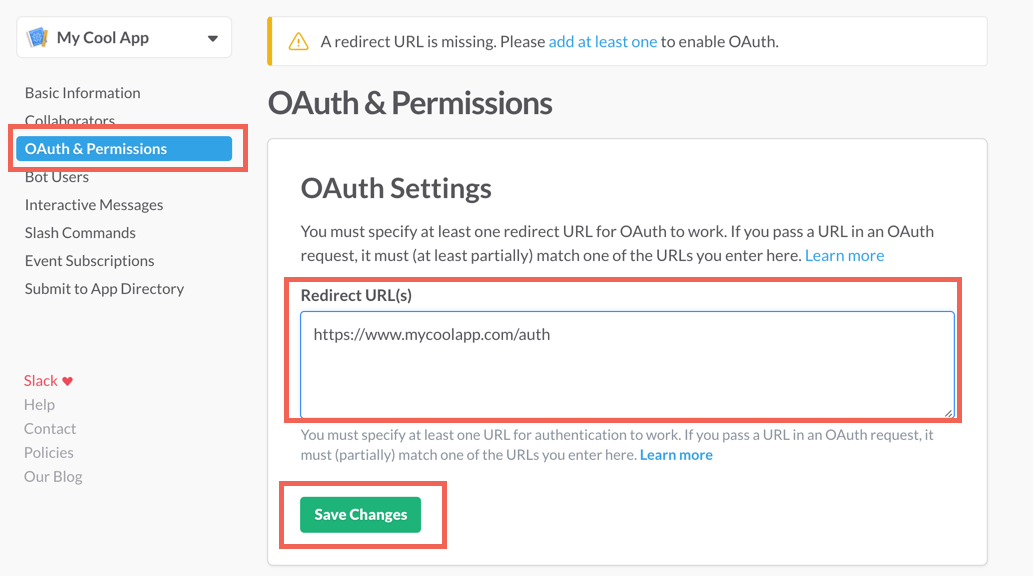 My Cool App
A redirect URL is missing. Please add at least one to enable OAuth.
Basic Information
Collaborators
OAuth & Permissions
Bot Users
Interactive Messages
Slash Commands
Event Subscriptions
Submit to App Directory
Slack
Help
Contact
Policies
Our Blog
OAuth & Permissions
OAuth Settings
You must specify at least one redirect URL for OAuth to work. If you pass a URL in an OAuth
request, it must (at least partially) match one of the URLs you enter here. Learn more
Redirect URL(s)
https://www.mycoolapp.com/auth
You must specify at least one URL for authentication to work. If you pass a URL in an OAuth request, it
must (partially) match one of the URLs you enter here. Learn more
Save Changes